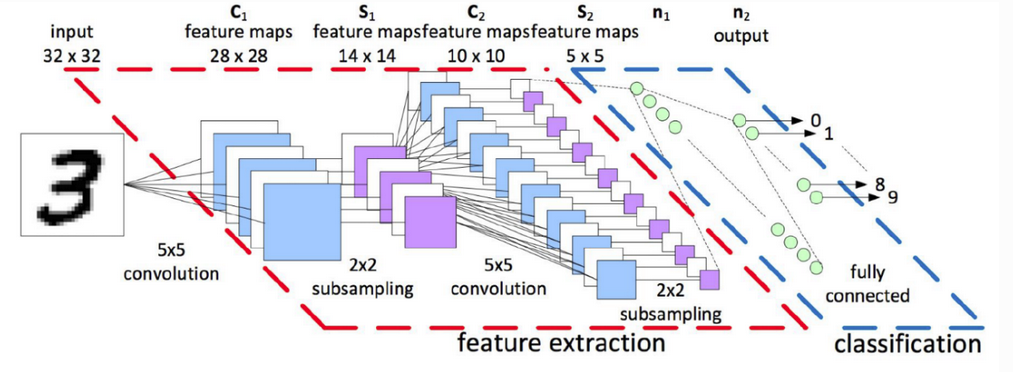 input
32 x 32
C1
feature maps
28 x 28
S1
feature maps
14 x 14
C2
feature maps
10 x 10
S2
feature maps
5 x 5
n1
n2
output
0
1
8
9
5x5
convolution
2x2
subsampling
5x5
convolution
2x2
subsampling
fully
connected
feature extraction
classification
3